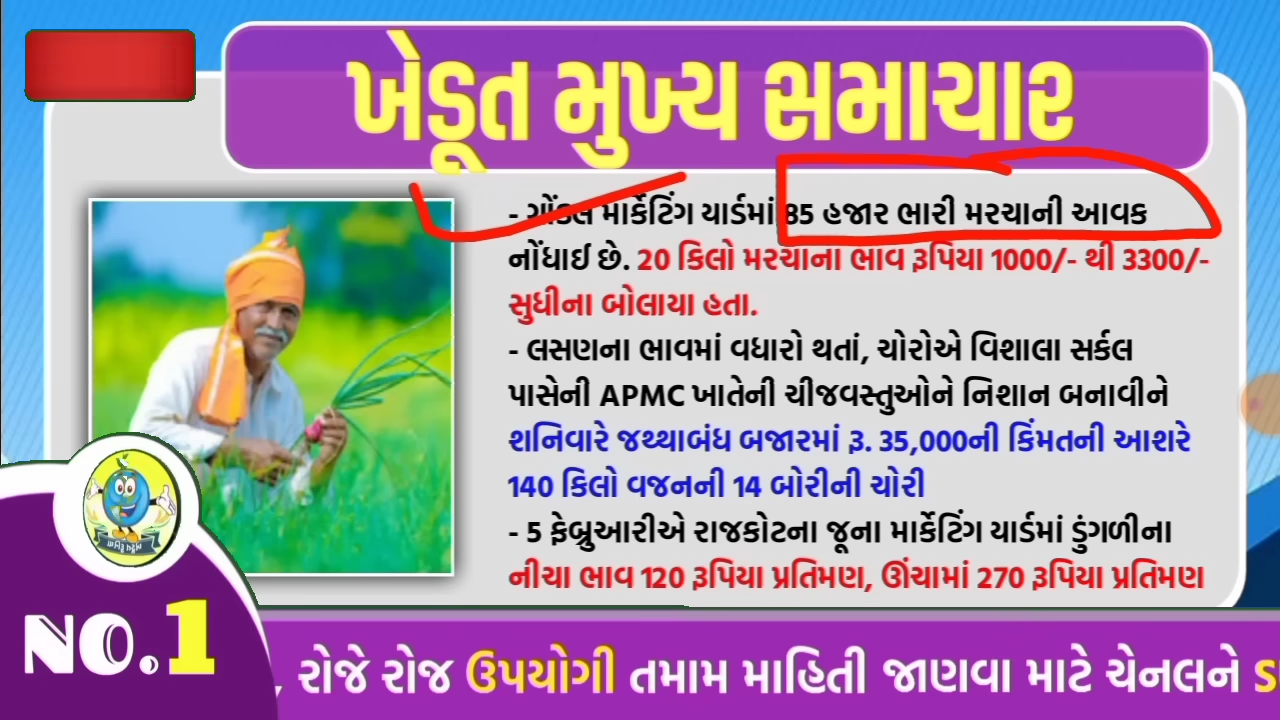 ખેડૂત મુખ્ય સમાચાર
- ગોંડલ માર્કેટિંગ યાર્ડમાં 85 હજાર ભારી મરચાની આવક
નોંધાઈ છે. 20 કિલો મરચાના ભાવ રૂપિયા 1000/- થી 3300/-
સુધીના બોલાયા હતા.
- લસણના ભાવમાં વધારો થતાં, ચોરોએ વિશાલા સર્કલ
પાસેની APMC ખાતેની ચીજવસ્તુઓને નિશાન બનાવીને
શનિવારે જથ્થાબંધ બજારમાં રૂ. 35,000ની કિંમતની આશરે
140 કિલો વજનની 14 બોરીની ચોરી
- 5 ફેબ્રુઆરીએ રાજકોટના જૂના માર્કેટિંગ યાર્ડમાં ડુંગળીના
નીચા ભાવ 120 રૂપિયા પ્રતિમણ, ઊંચામાં 270 રૂપિયા પ્રતિમણ
NO.1
, રોજે રોજ ઉપયોગી તમામ માહિતી જાણવા માટે ચેનલને